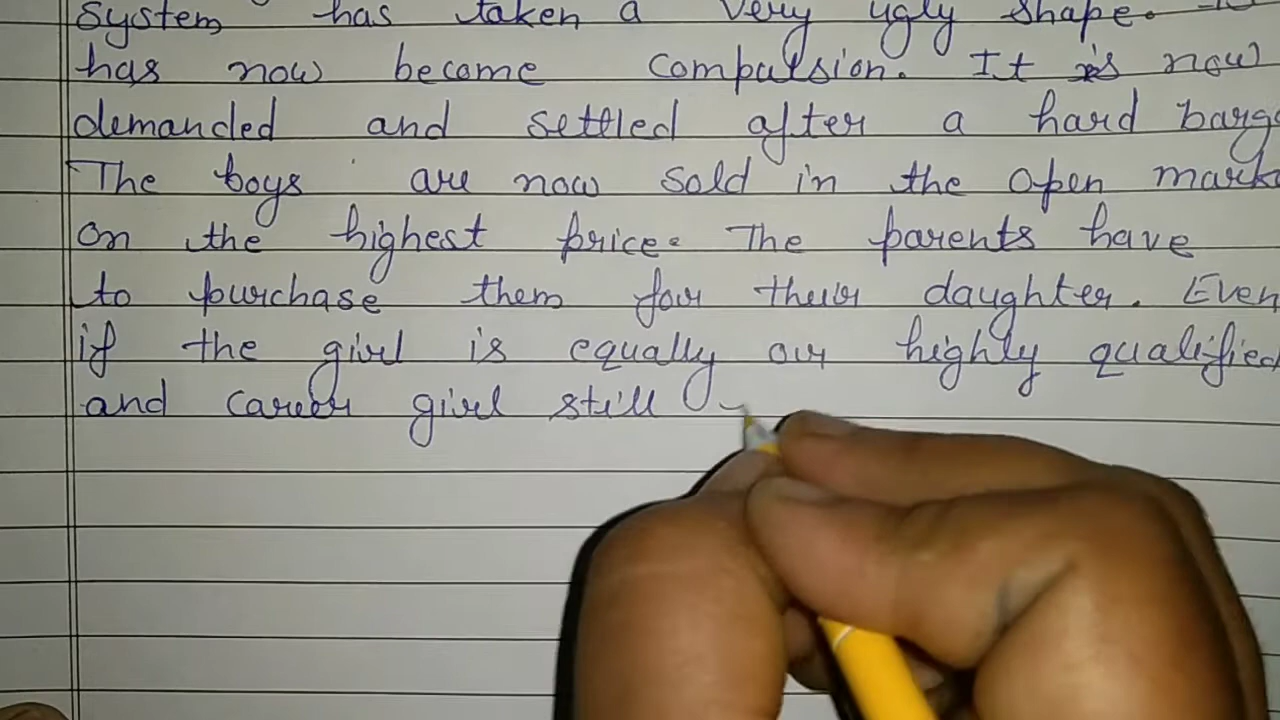 System has taken a very ugly shape.
has now become compulsion. It is now
demanded and settled after a hard
The boys are now sold in the open
on the highest price. The parents have
to purchase them for their daughter. Even
if the girl is equally or highly qualified
and career girl still